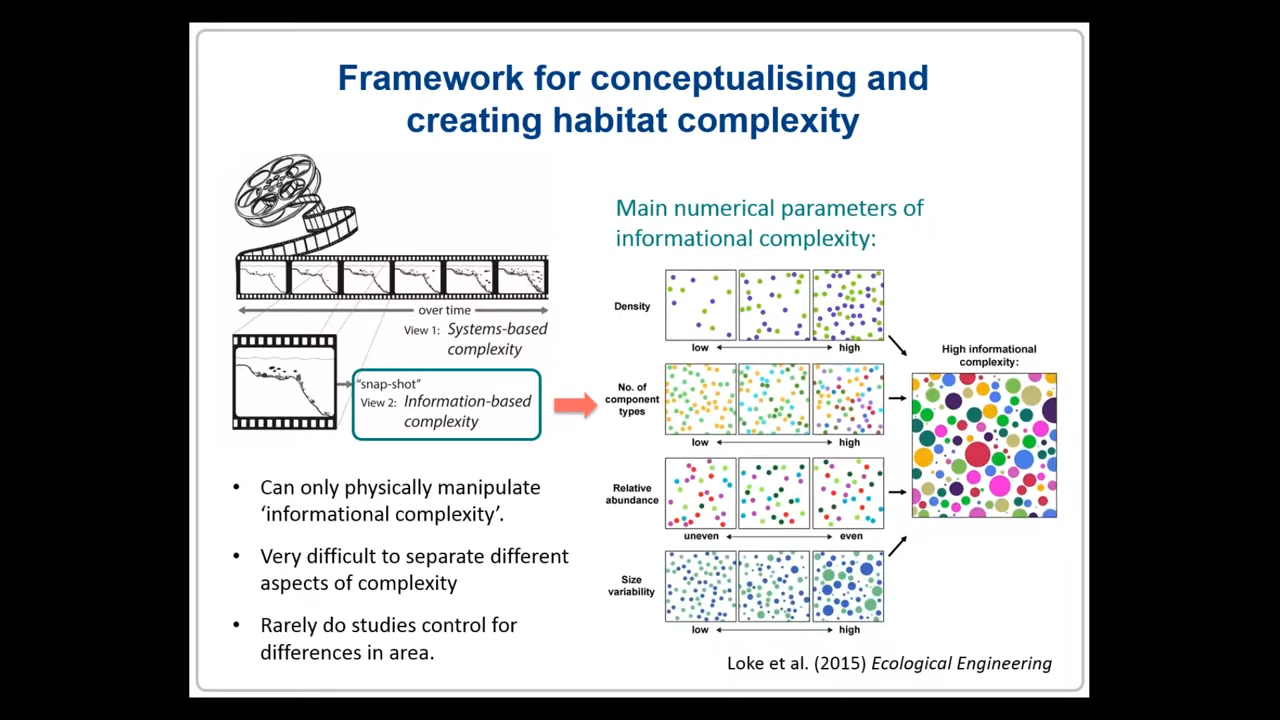 Framework for conceptualising and
creating habitat complexity
over time
View 1: Systems-based
complexity
"snap-shot"
View 2: Information-based
complexity
• Can only physically manipulate
‘informational complexity’.
• Very difficult to separate different
aspects of complexity
• Rarely do studies control for
differences in area.
Main numerical parameters of
informational complexity:
Density
low high
No. of
component
types
low high
Relative
abundance
uneven even
Size
variability
low high
High informational
complexity:
Loke et al. (2015) Ecological Engineering